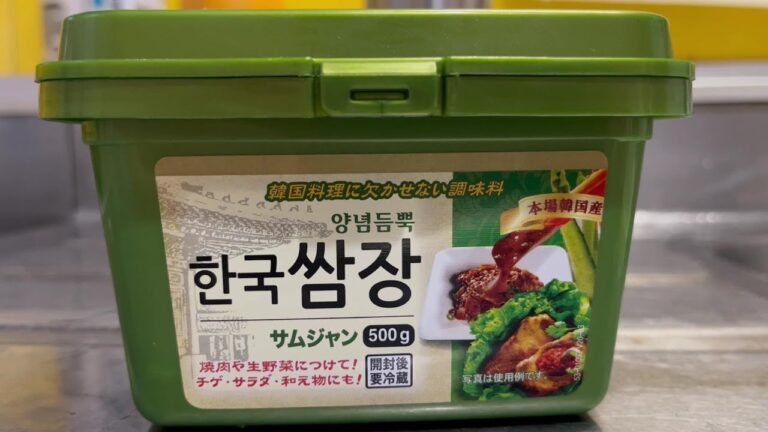 韓国料理に欠かせない調味料
本場韓国産
양념듬뿍
한국쌈장
サムジャン 500g
焼肉や生野菜につけて!
チゲ・サラダ・和え物にも!
開封後
要冷蔵
写真は使用例です。